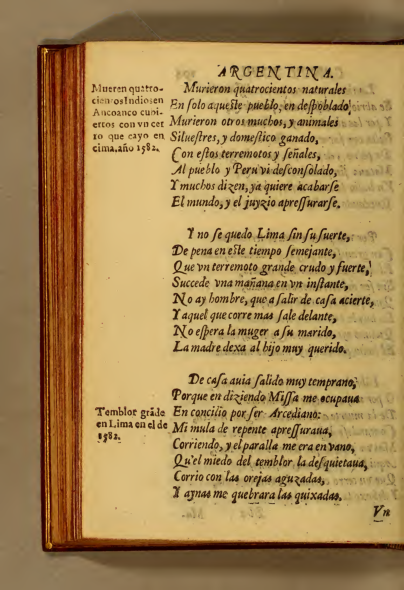 ARGENTINA.
Mueren quatro-
cientos Indios en
Ancoanco cubi-
ertos con vn cer
ro que cayo en
cima. año 1582.
Murieron quatrocientos naturales
En solo aqueste pueblo, en despoblado
Murieron otros muchos, y animales
Siluestres, y domestico ganado,
Con estos terremotos y señales,
Al pueblo y Peru vi desconsolado,
Y muchos dizen, ya quiere acabarse
El mundo, y el juyzio apressurarse.
Y no se quedo Lima sin su suerte,
De pena en este tiempo semejante,
Que vn terremoto grande crudo y fuerte,
Succede vna mañana en vn instante,
No ay hombre, que a salir de casa acierte,
Y aquel que corre mas sale delante,
No espera la muger a su marido,
La madre dexa al hijo muy querido.
De casa auia salido muy temprano,
Porque en diziendo Missa me ocupaua
Temblor gräde
en Lima en el de
1582.
En concilio por ser Arcediano:
Mi mula de repente apressuraua,
Corriendo, y el paralla me era en vano,
Qu'el miedo del temblor la desquietaua,
Corrio con las orejas aguzadas,
Y aynas me quebrara las quixadas.
Vn